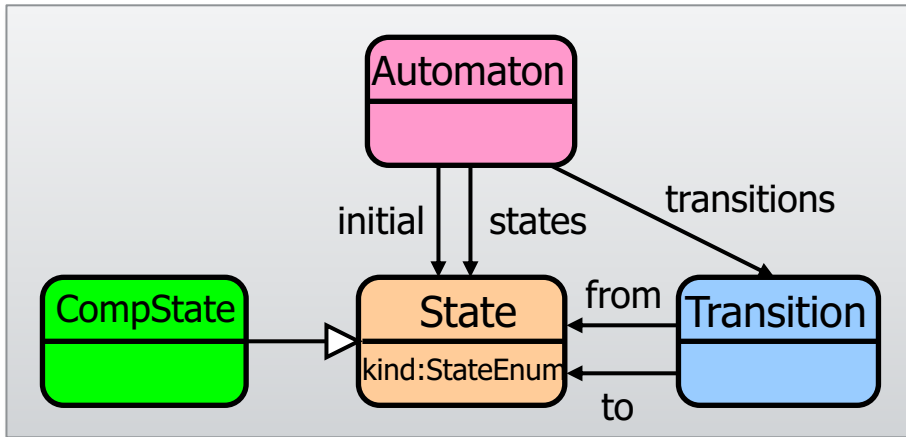 Automaton
initial
states
transitions
CompState
State
kind:StateEnum
from
to
Transition